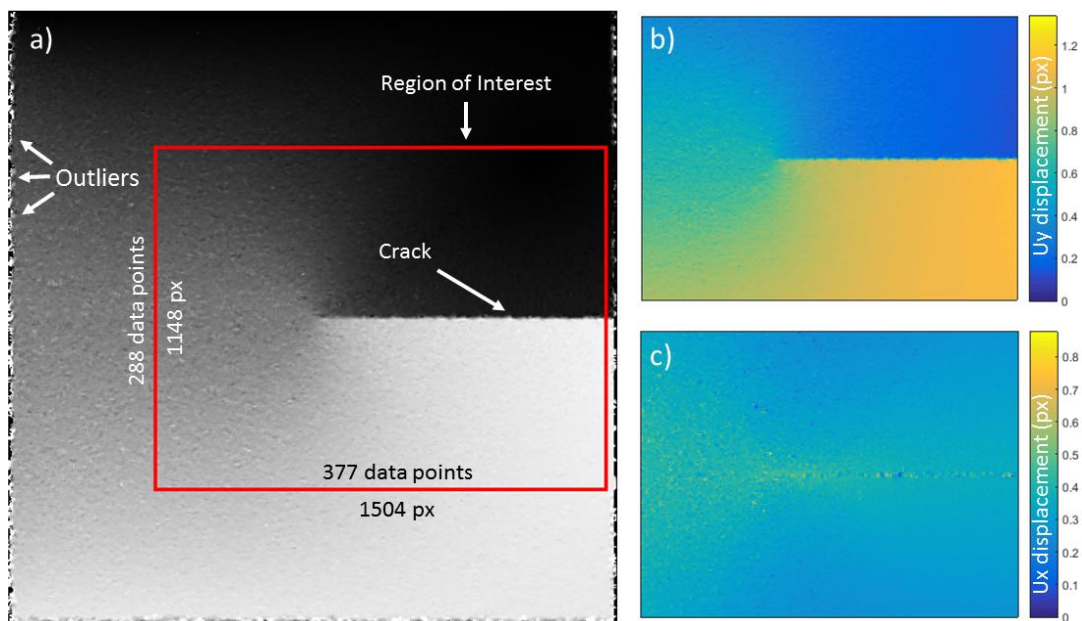 a)
Region of Interest
Outliers
Crack
288 data points
1148 px
377 data points
1504 px
b)
1.2
1
0.8
0.6
0.4
0.2
0
Uy displacement (px)
c)
0.8
0.7
0.6
0.5
0.4
0.3
0.2
0.1
0
Ux displacement (px)